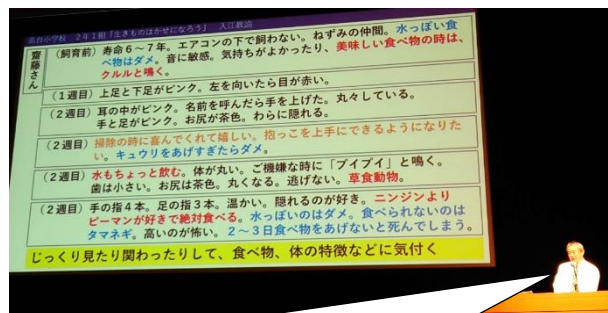 高台小学校 2年1組「生きものはかせになろう」 入江教諭
齋藤さん
(飼育前) 寿命6~7年。エアコンの下で飼わない。ねずみの仲間。水っぽい食
べ物はダメ。音に敏感。気持ちがよかったり、美味しい食べ物の時は、
クルルと鳴く。
(1週目) 上足と下足がピンク。左を向いたら目が赤い。
(2週目) 耳の中がピンク。名前を呼んだら手を上げた。丸々している。
手と足がピンク。お尻が茶色。わらに隠れる。
(2週目) 掃除の時に喜んでくれて嬉しい。抱っこを上手にできるようになりた
い。キュウリをあげすぎたらダメ。
(2週目) 水もちょっと飲む。体が丸い。ご機嫌な時に「プイプイ」と鳴く。
歯は小さい。お尻は茶色。丸くなる。逃げない。草食動物。
(2週目) 手の指4本。足の指3本。温かい。隠れるのが好き。ニンジンより
ピーマンが好きで絶対食べる。水っぽいのはダメ。食べられないのは
タマネギ。高いのが怖い。2~3日食べ物をあげないと死んでしまう。
じっくり見たり関わったりして、食べ物、体の特徴などに気付く